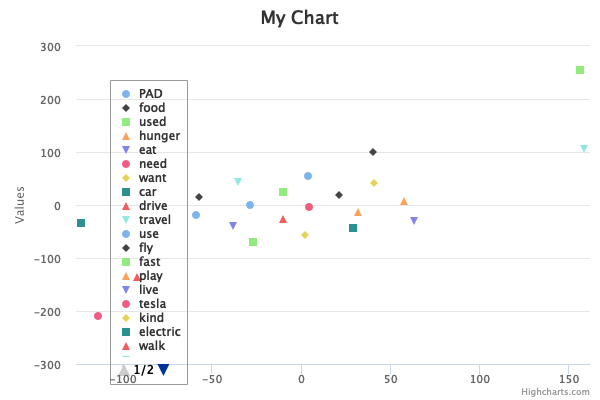 My Chart
Values
300
200
100
0
−100
−200
−300
PAD
food
used
hunger
eat
need
want
car
drive
travel
use
fly
fast
play
live
tesla
kind
electric
walk
1/2
−100
−50
0
50
100
150
Highcharts.com